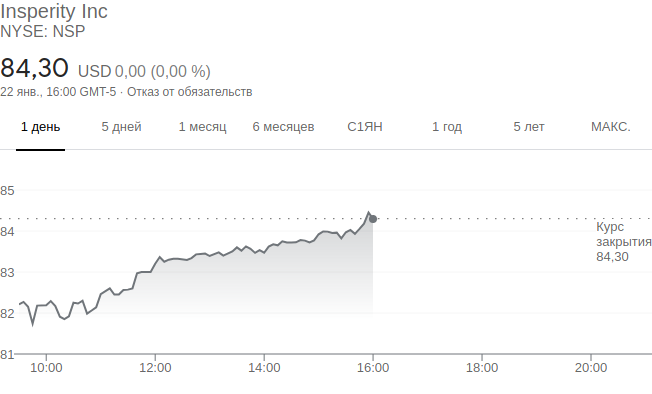 Insperity Inc
NYSE: NSP
84,30 USD 0,00 (0,00 %)
22 янв., 16:00 GMT-5 · Отказ от обязательств
1 день 5 дней 1 месяц 6 месяцев С1ЯН 1 год 5 лет МАКС.
85
84
83
82
81
Курс
закрытия
84,30
10:00 12:00 14:00 16:00 18:00 20:00